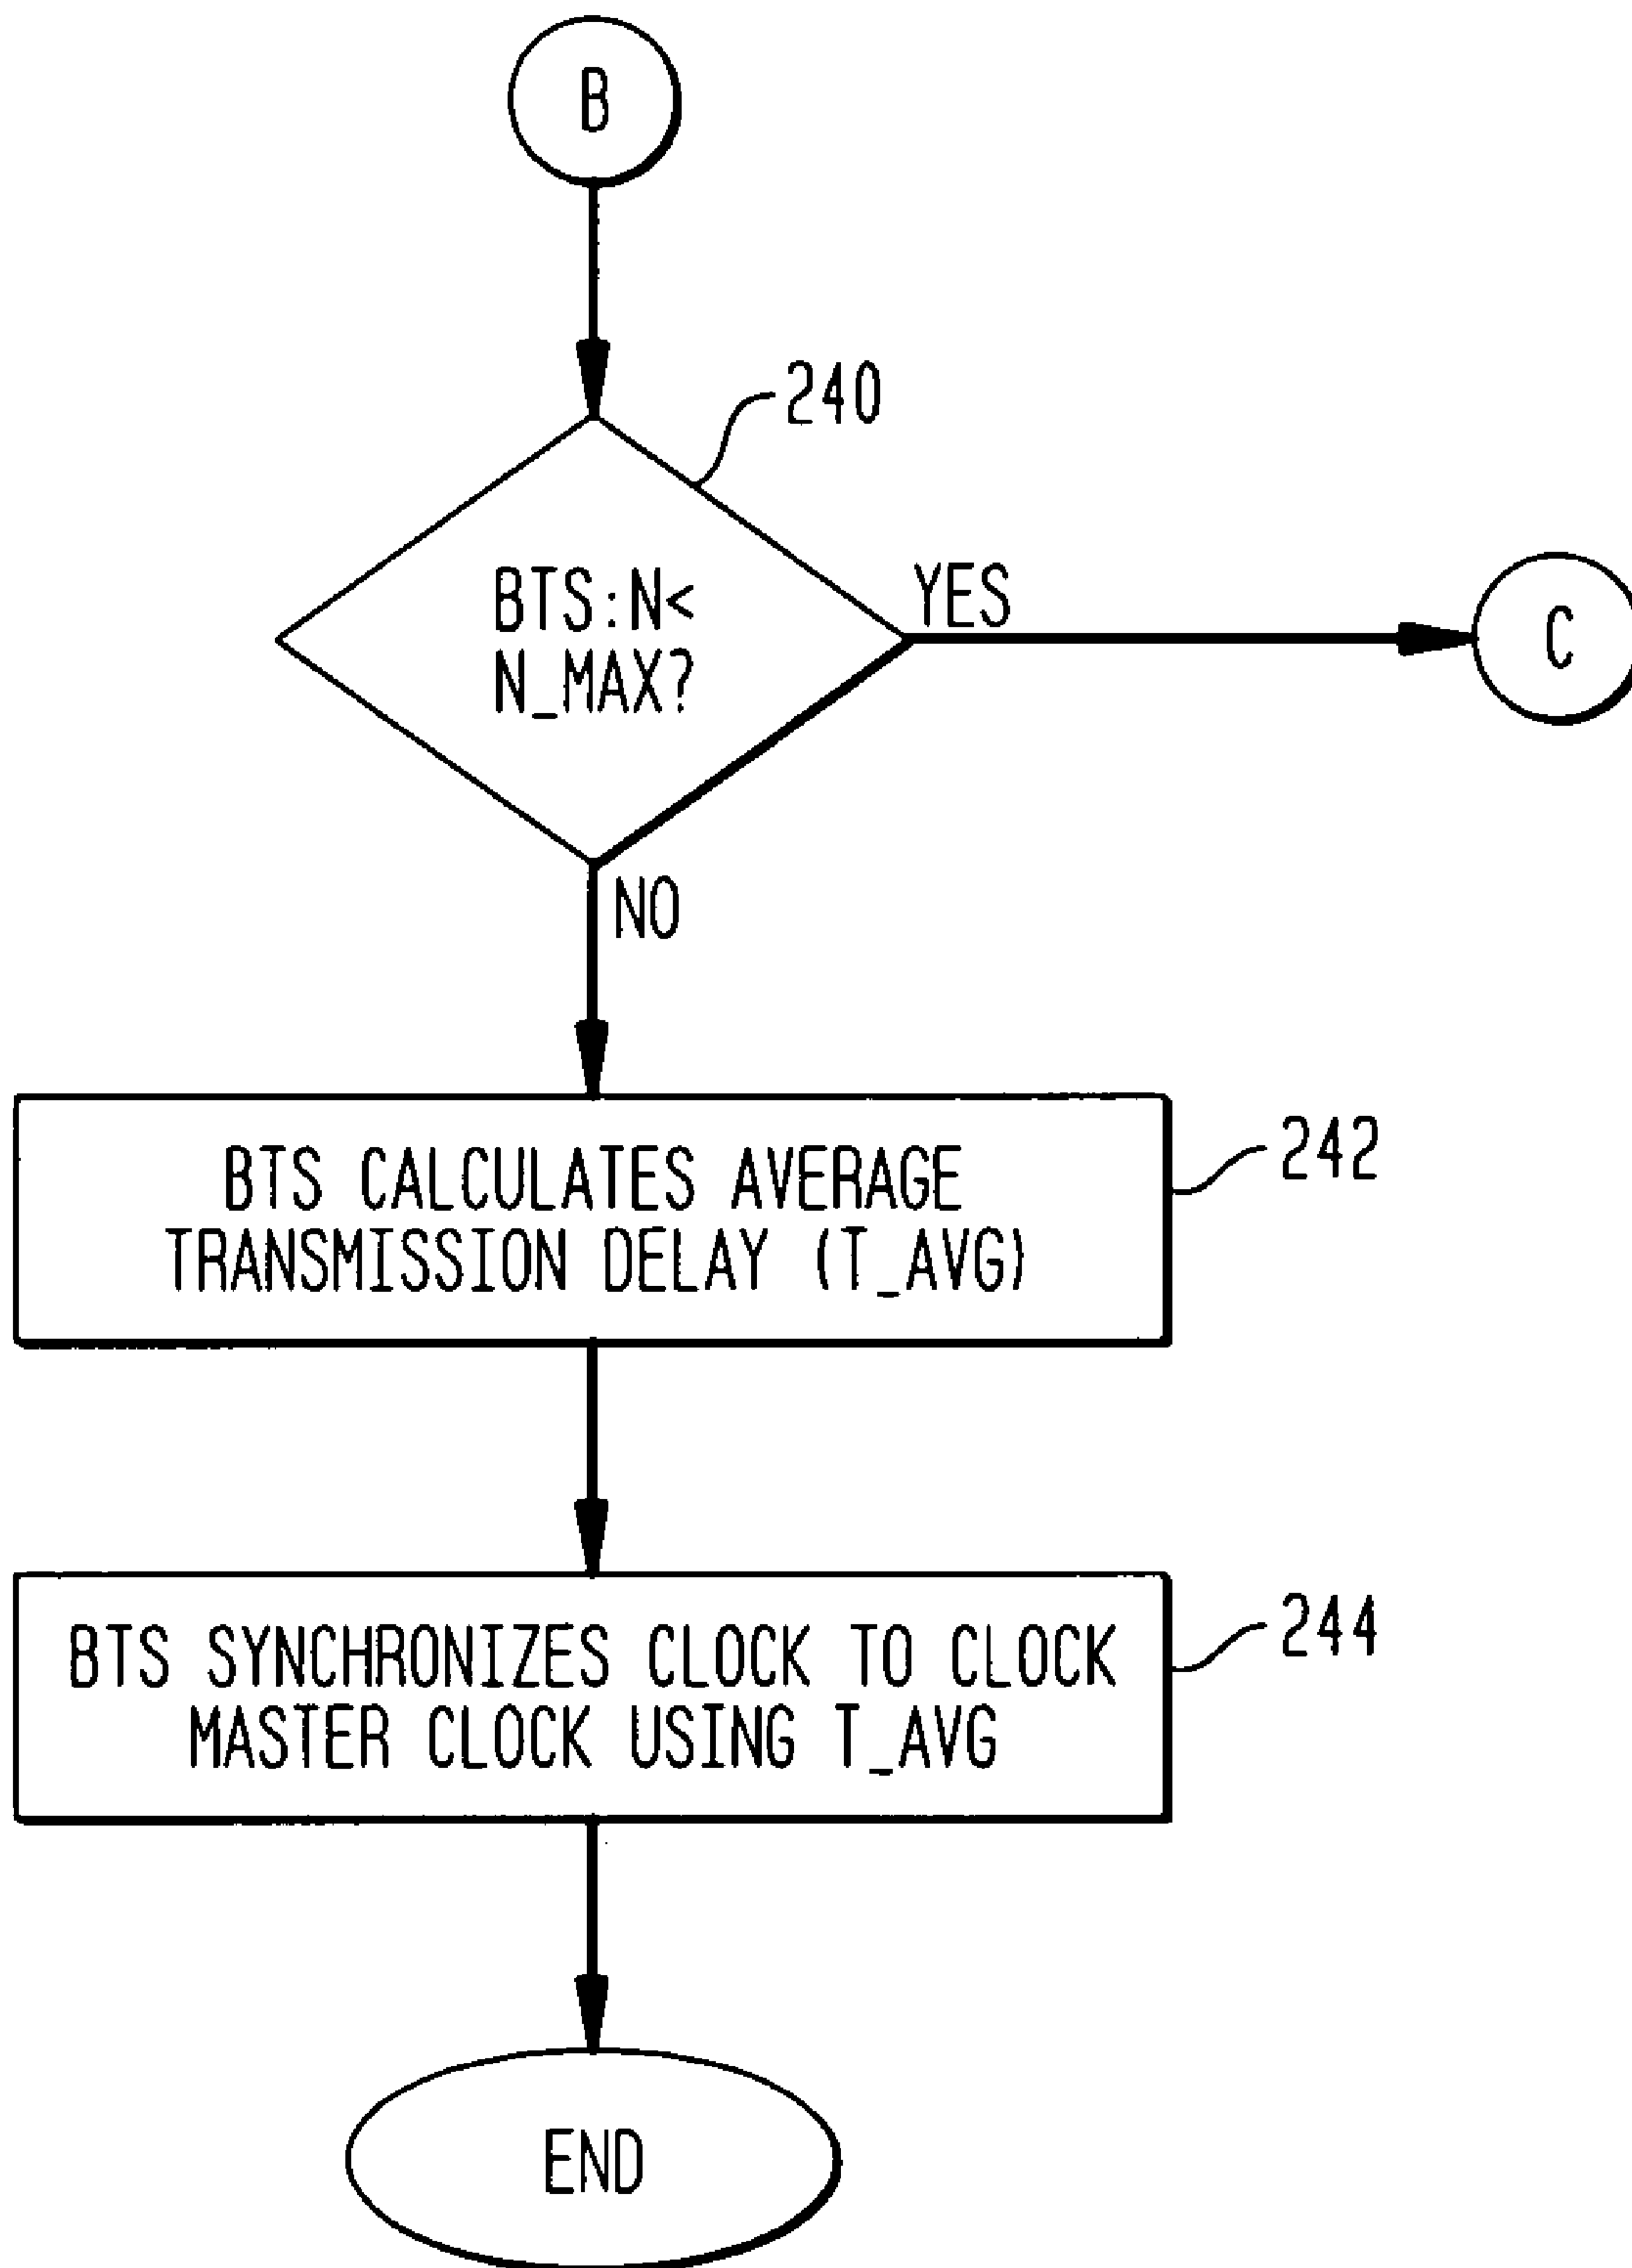 B
240
BTS:N<
N_MAX?
YES
C
NO
BTS CALCULATES AVERAGE
TRANSMISSION DELAY (T_AVG)
242
BTS SYNCHRONIZES CLOCK TO CLOCK
MASTER CLOCK USING T_AVG
244
END